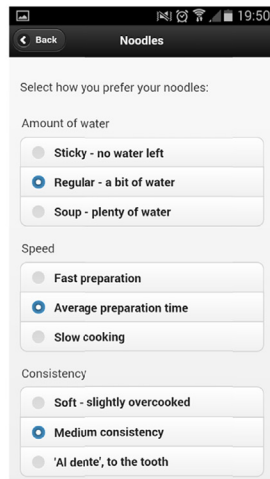 19:50
Back
Noodles
Select how you prefer your noodles:
Amount of water
Sticky - no water left
Regular - a bit of water
Soup - plenty of water
Speed
Fast preparation
Average preparation time
Slow cooking
Consistency
Soft - slightly overcooked
Medium consistency
'Al dente', to the tooth